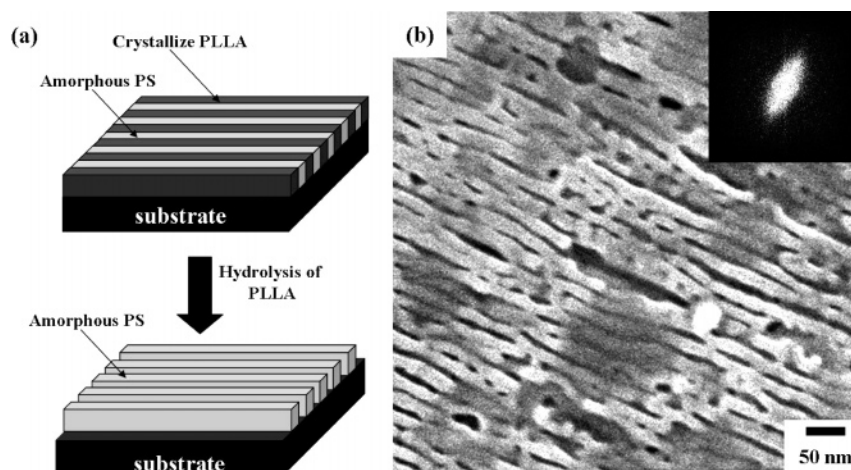 (a)
Crystallize PLLA
Amorphous PS
substrate
Hydrolysis of
PLLA
Amorphous PS
substrate
(b)
50 nm